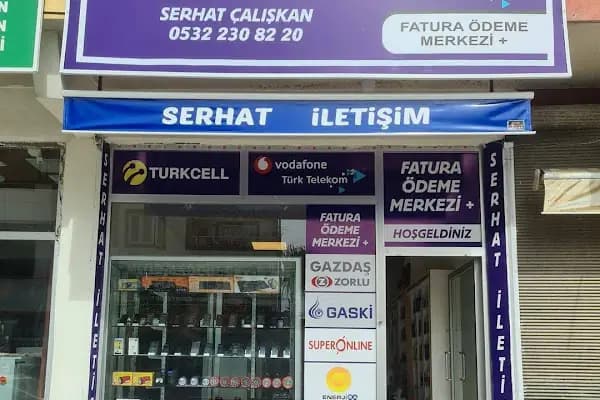 SERHAT ÇALIŞKAN
0532 230 82 20
FATURA ÖDEME
MERKEZİ +
SERHAT İLETİŞİM
TURKCELL
vodafone
Türk Telekom
FATURA
ÖDEME
MERKEZİ +
HOŞGELDİNİZ
FATURA
ÖDEME
MERKEZİ +
GAZDAŞ
ZORLU
GASKİ
SUPERONLINE
ENERJİ
SERHAT İLETİ
SERHAT İLETİ